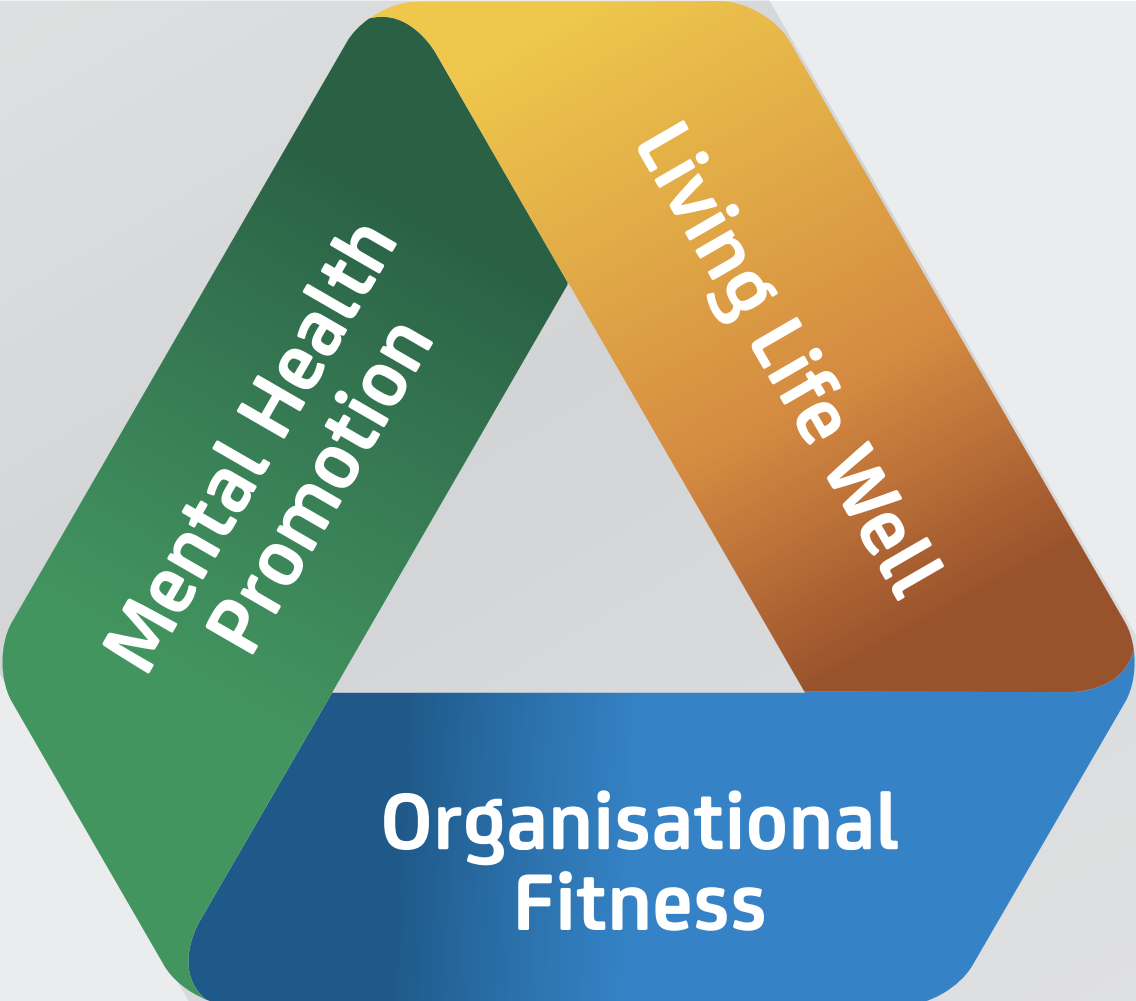 Mental Health
Promotion
Living Life Well
Organisational
Fitness